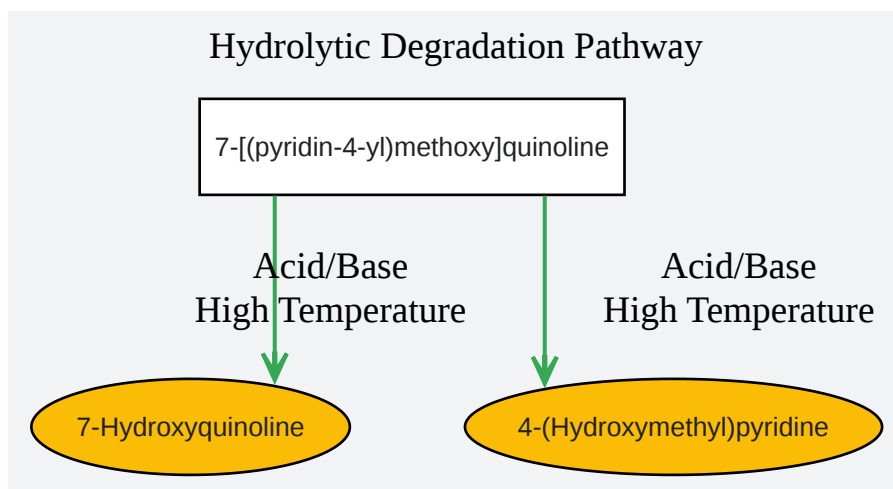 Hydrolytic Degradation Pathway
7-[(pyridin-4-yl)methoxy]quinoline
Acid/Base
High Temperature
Acid/Base
High Temperature
7-Hydroxyquinoline
4-(Hydroxymethyl)pyridine